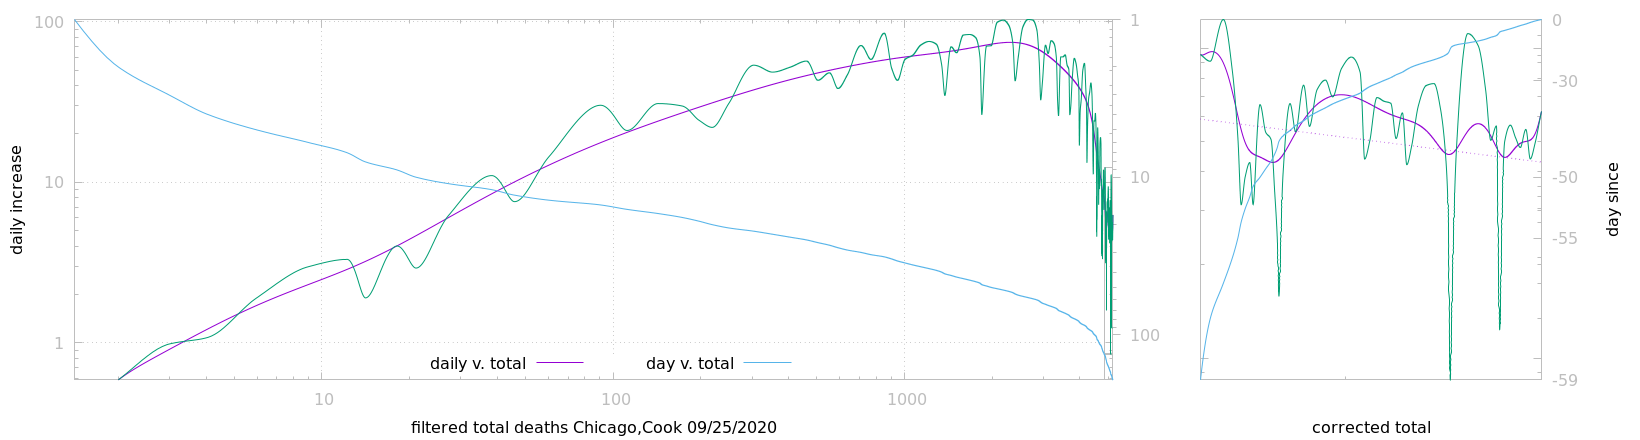 100
10
1
daily increase
1
10
100
daily v. total
day v. total
10
100
1000
filtered total deaths Chicago,Cook 09/25/2020
0
-30
-50
-55
-59
day since
corrected total